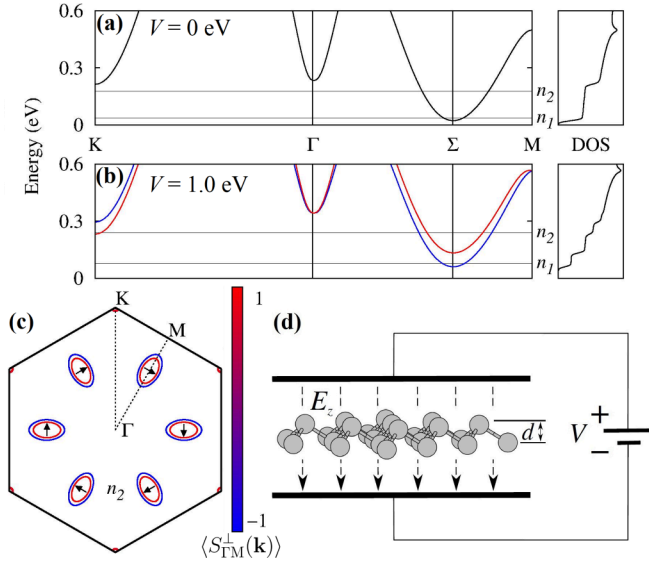 (a) V = 0 eV
0.6
0.3
0
n₂
n₁
K Γ Σ M DOS
Energy (eV)
(b) V = 1.0 eV
0.6
0.3
0
n₂
n₁
(c)
K
M
Γ
n₂
1
−1
⟨S⊥ΓM(k)⟩
(d)
E_z
d
V
+
−